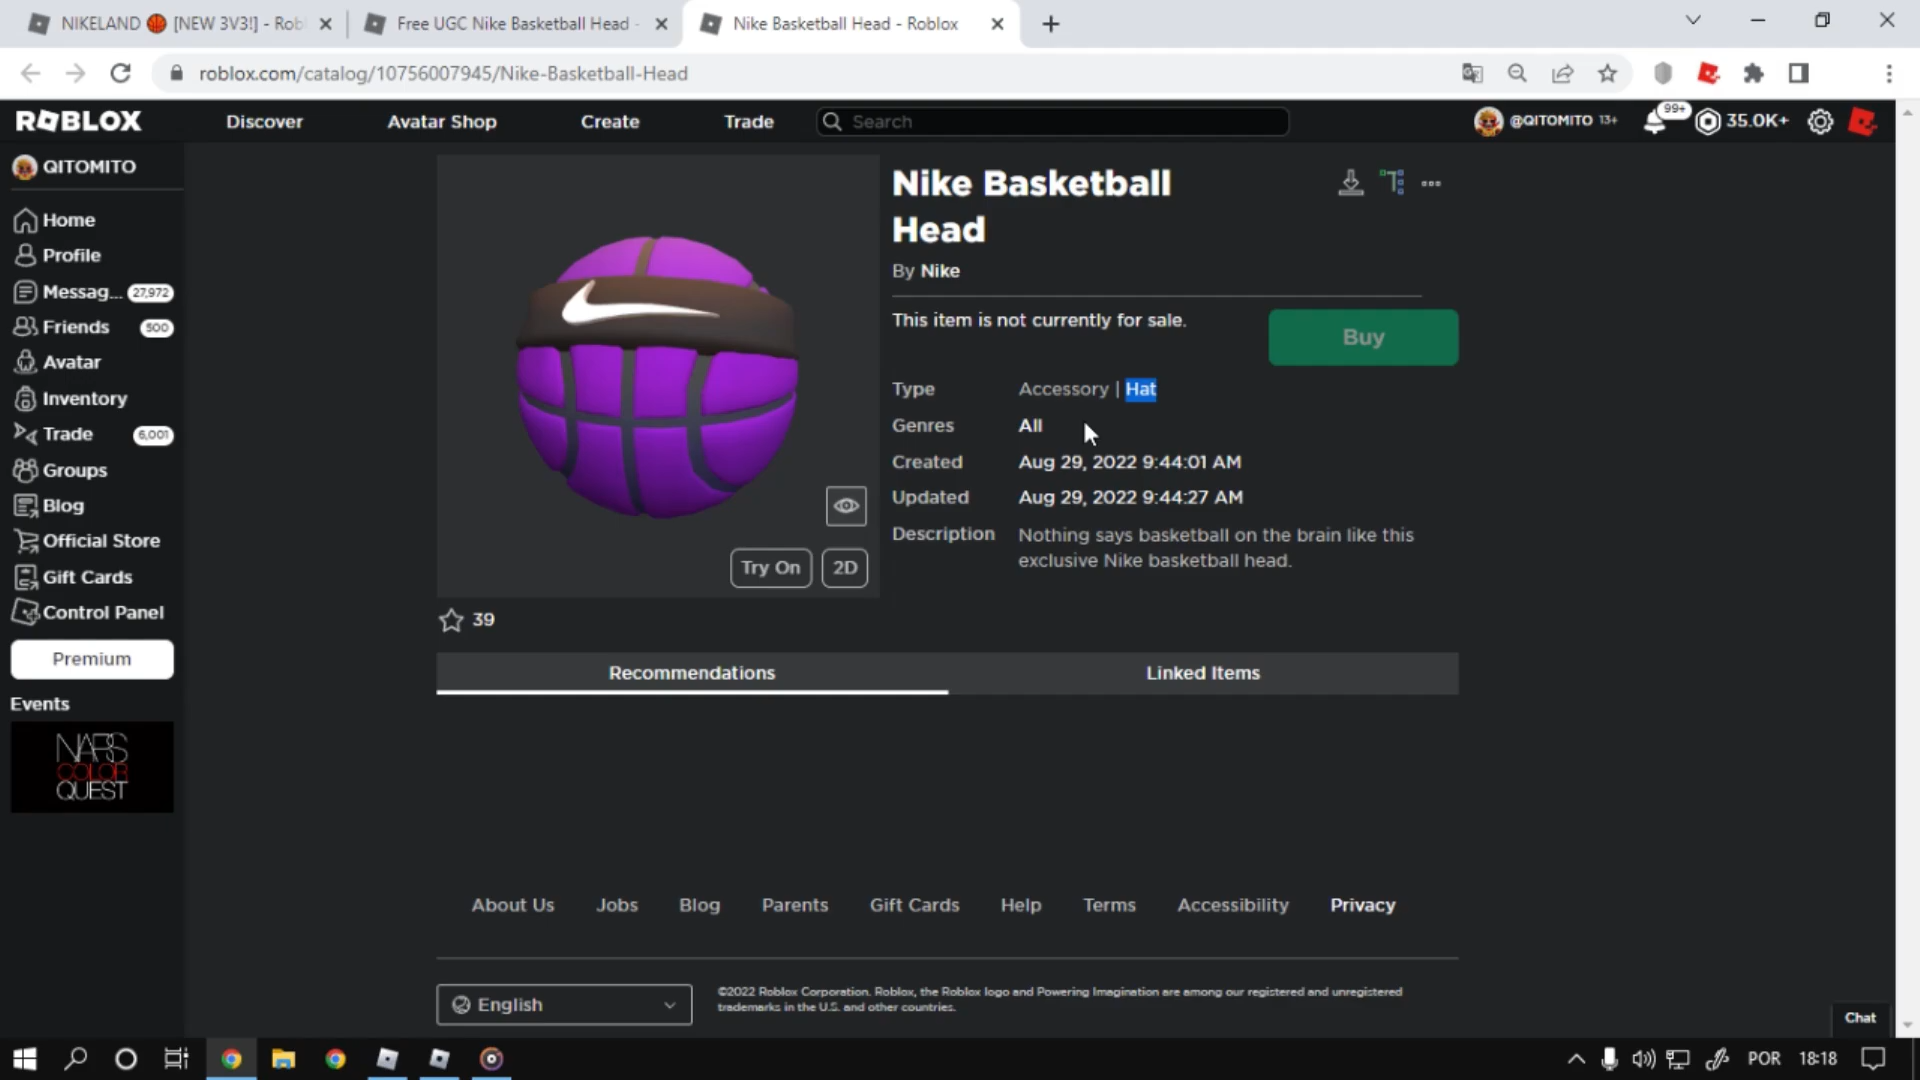 NIKELAND 🏀 [NEW 3V3!] - Rob
Free UGC Nike Basketball Head -
Nike Basketball Head - Roblox
roblox.com/catalog/10756007945/Nike-Basketball-Head
ROBLOX
Discover
Avatar Shop
Create
Trade
Search
@QITOMITO 13+
99+
35.0K+
QITOMITO
Home
Profile
Messag... 27,972
Friends 500
Avatar
Inventory
Trade 6,001
Groups
Blog
Official Store
Gift Cards
Control Panel
Premium
Events
NARS
COLOR
QUEST
Try On
2D
39
Nike Basketball
Head
By Nike
This item is not currently for sale.
Buy
Type Accessory | Hat
Genres All
Created Aug 29, 2022 9:44:01 AM
Updated Aug 29, 2022 9:44:27 AM
Description Nothing says basketball on the brain like this
exclusive Nike basketball head.
Recommendations
Linked Items
About Us Jobs Blog Parents Gift Cards Help Terms Accessibility Privacy
English
©2022 Roblox Corporation. Roblox, the Roblox logo and Powering Imagination are among our registered and unregistered
trademarks in the U.S. and other countries.
Chat
POR 18:18